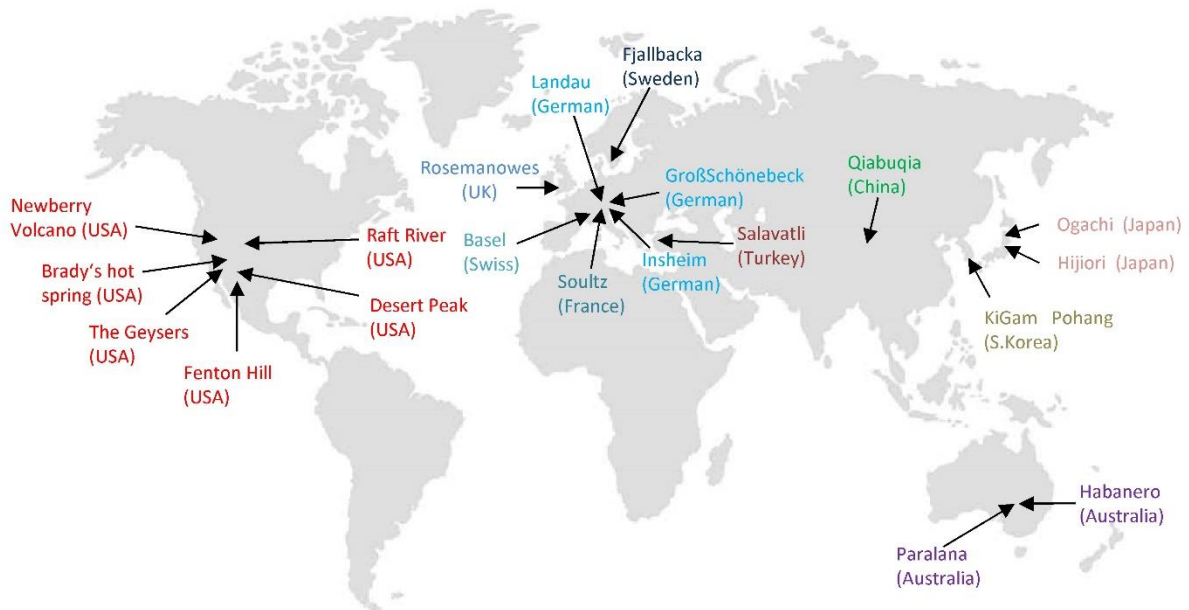 Fjallbacka
(Sweden)
Landau
(German)
Rosemanowes
(UK)
GroßSchönebeck
(German)
Qiabuqia
(China)
Newberry
Volcano (USA)
Raft River
(USA)
Basel
(Swiss)
Salavatli
(Turkey)
Ogachi (Japan)
Hijiori (Japan)
Brady's hot
spring (USA)
Insheim
(German)
Soultz
(France)
Desert Peak
(USA)
The Geysers
(USA)
KiGam Pohang
(S.Korea)
Fenton Hill
(USA)
Habanero
(Australia)
Paralana
(Australia)